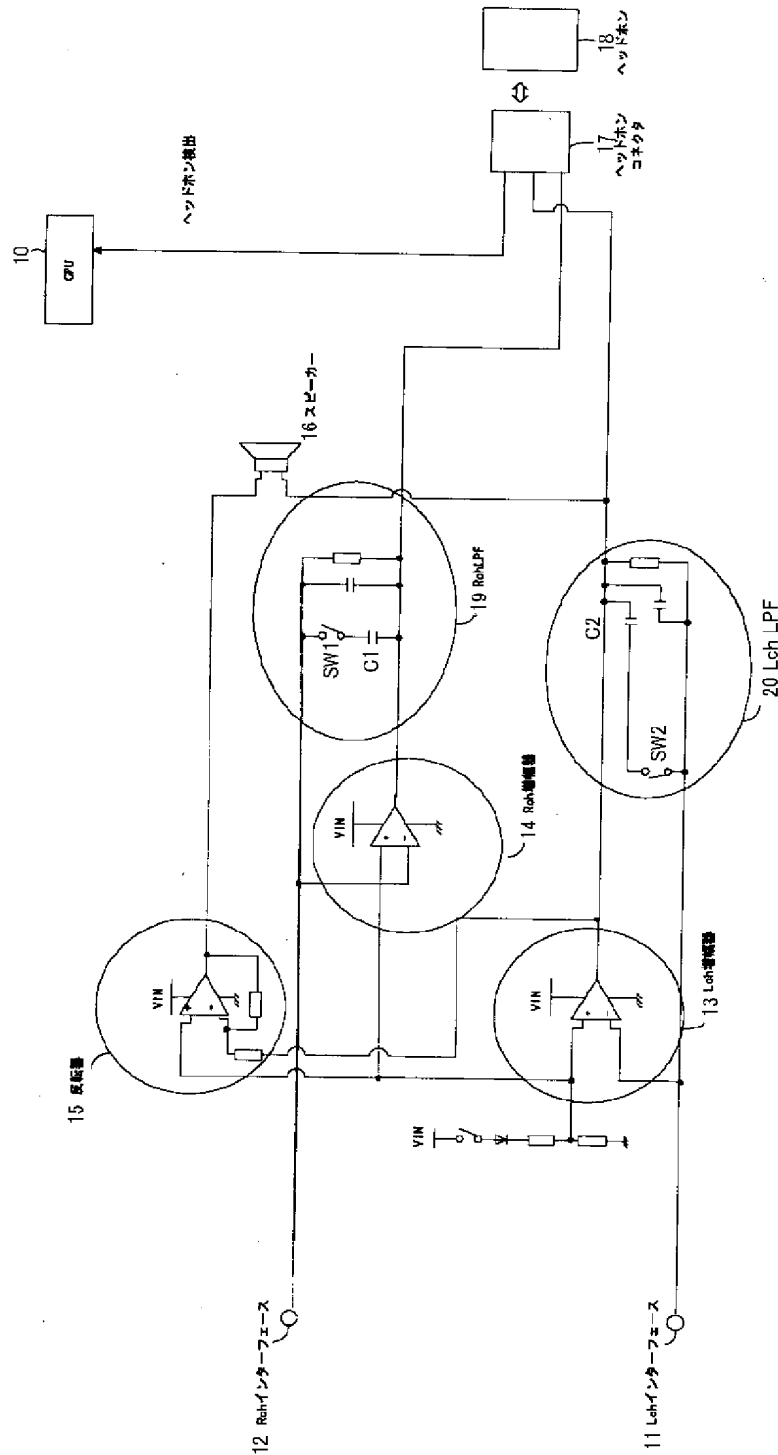 10
CPU
ヘッドホン検出
18
ヘッドホン
17
ヘッドホン
コネクタ
16 スピーカー
SW1
C1
19 RchLPF
C2
SW2
20 Lch LPF
VIN
14 Rch増幅器
VIN
15 反転器
VIN
13 Lch増幅器
VIN
12 Rchインターフェース
11 Lchインターフェース